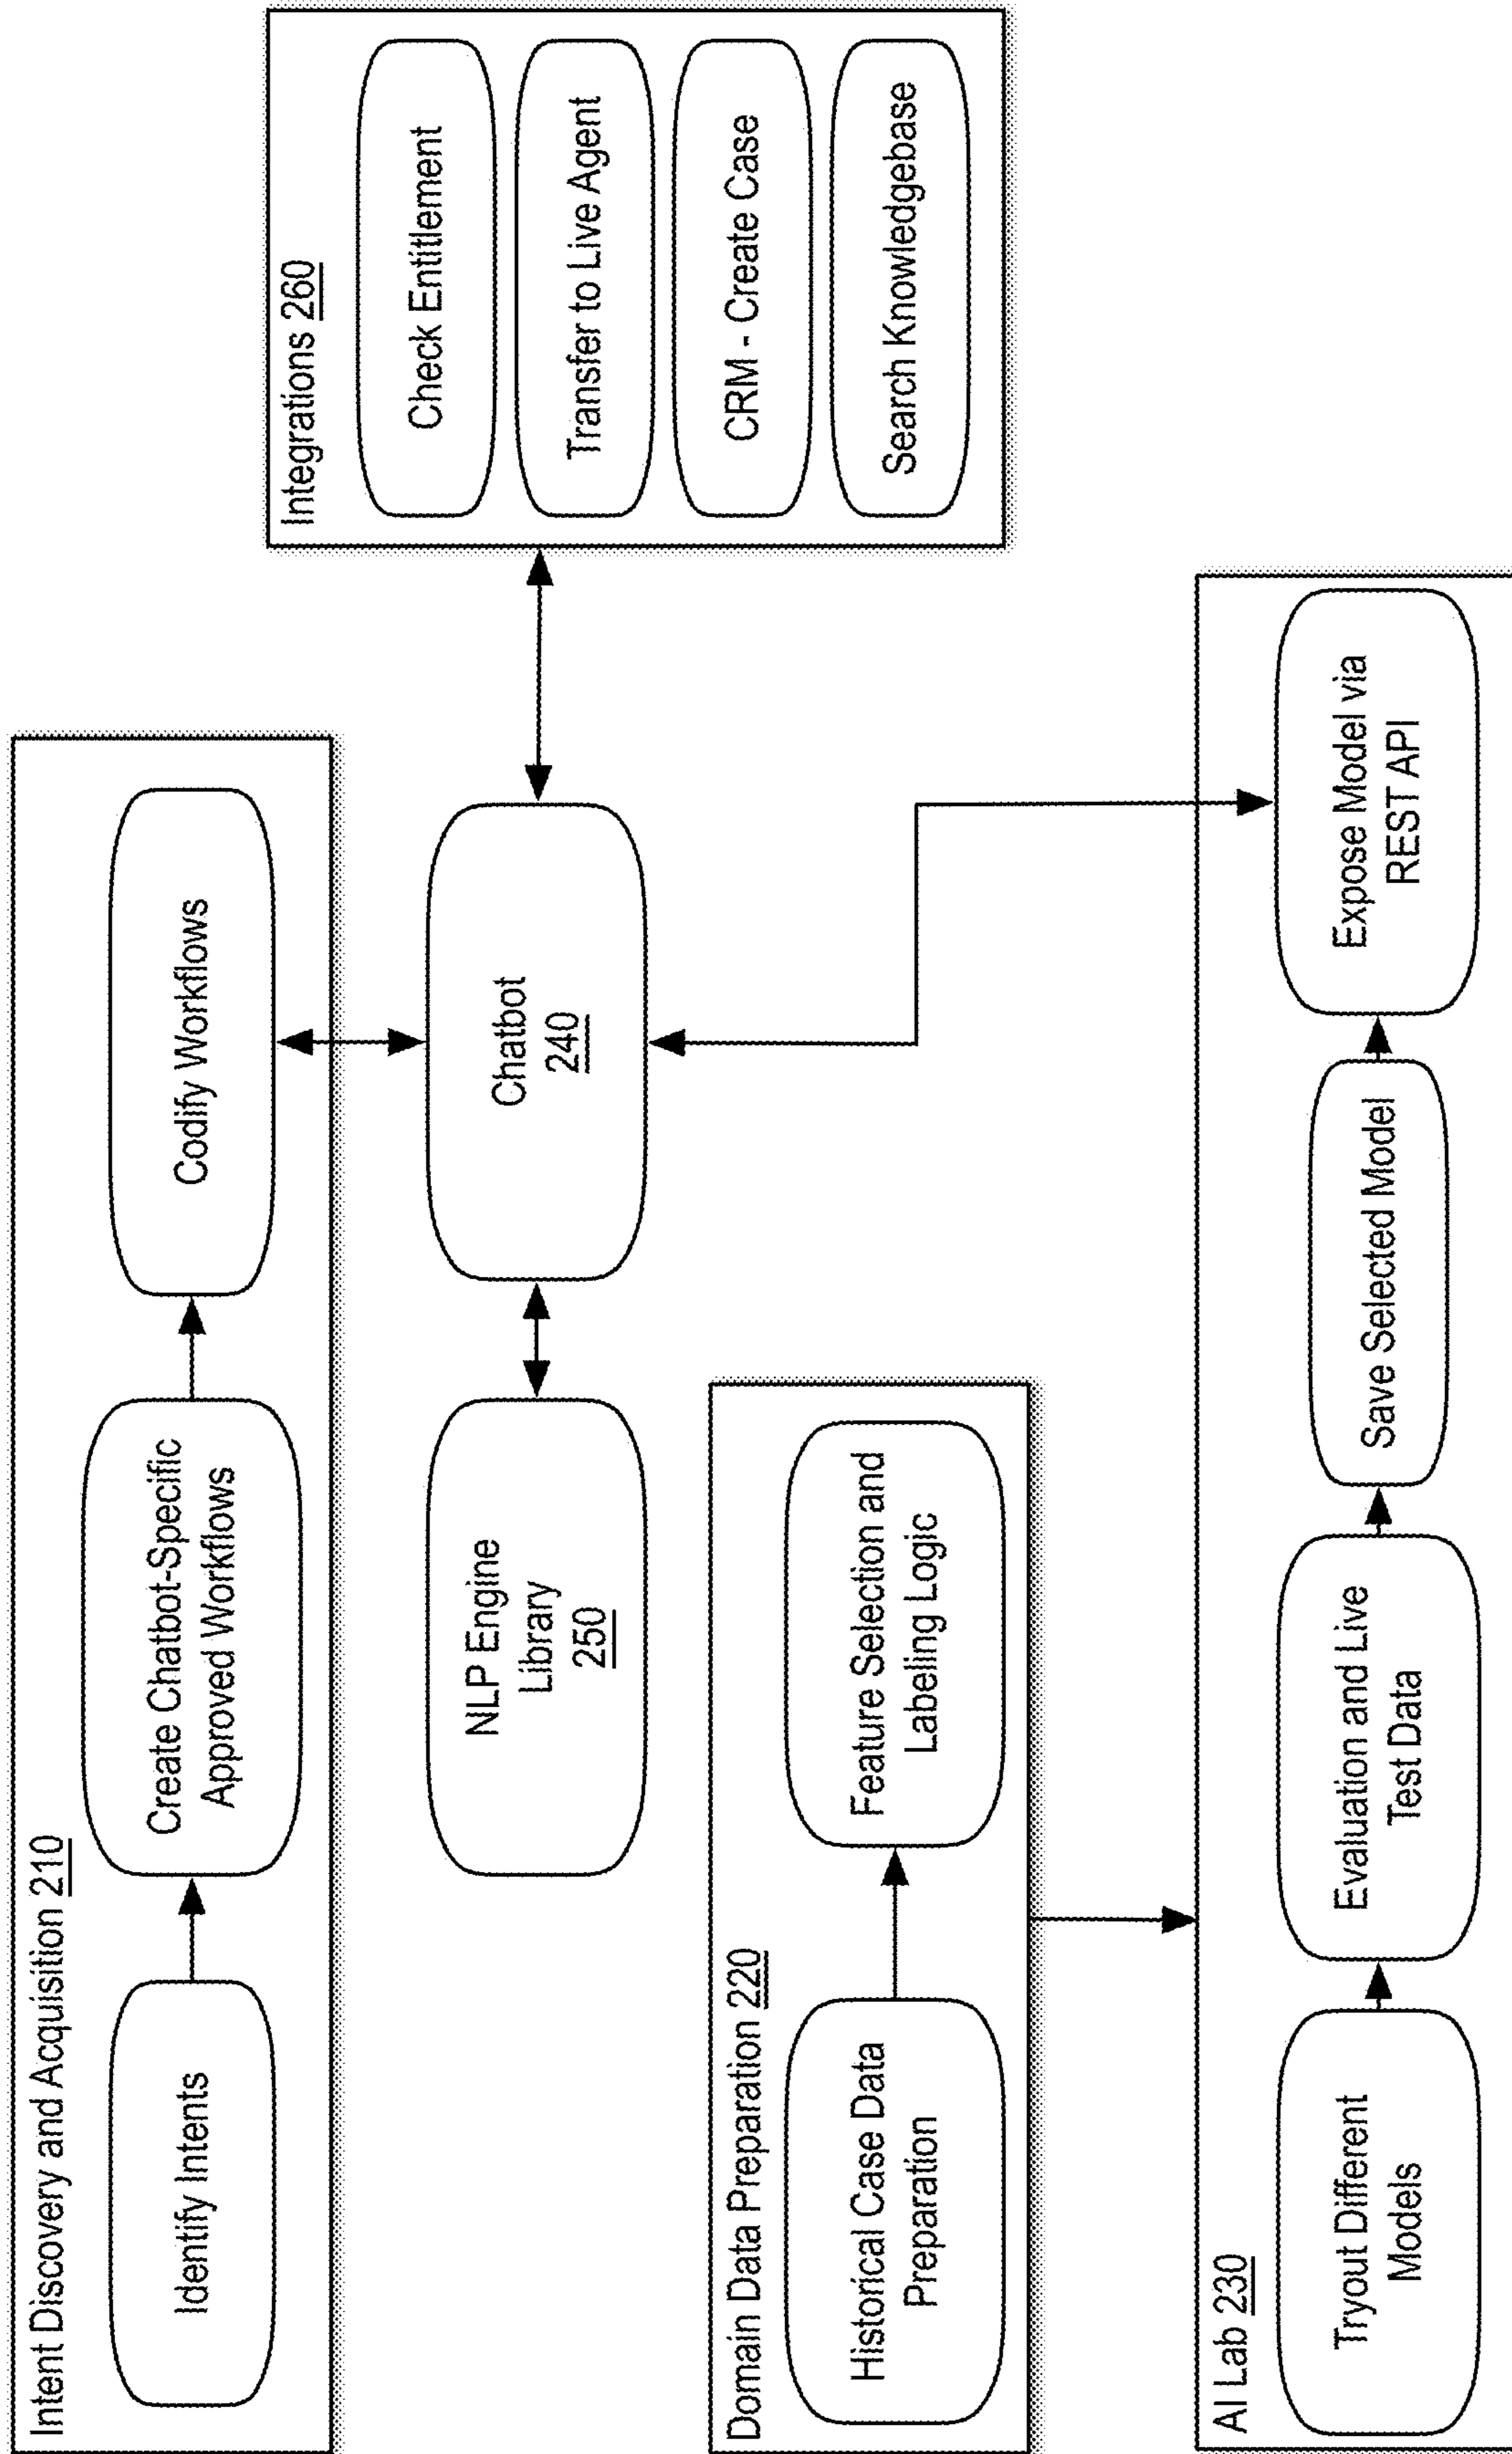 Intent Discovery and Acquisition 210
Identify Intents
Create Chatbot-Specific
Approved Workflows
Codify Workflows
NLP Engine
Library
250
Chatbot
240
Integrations 260
Check Entitlement
Transfer to Live Agent
CRM - Create Case
Search Knowledgebase
Domain Data Preparation 220
Historical Case Data
Preparation
Feature Selection and
Labeling Logic
AI Lab 230
Tryout Different
Models
Evaluation and Live
Test Data
Save Selected Model
Expose Model via
REST API